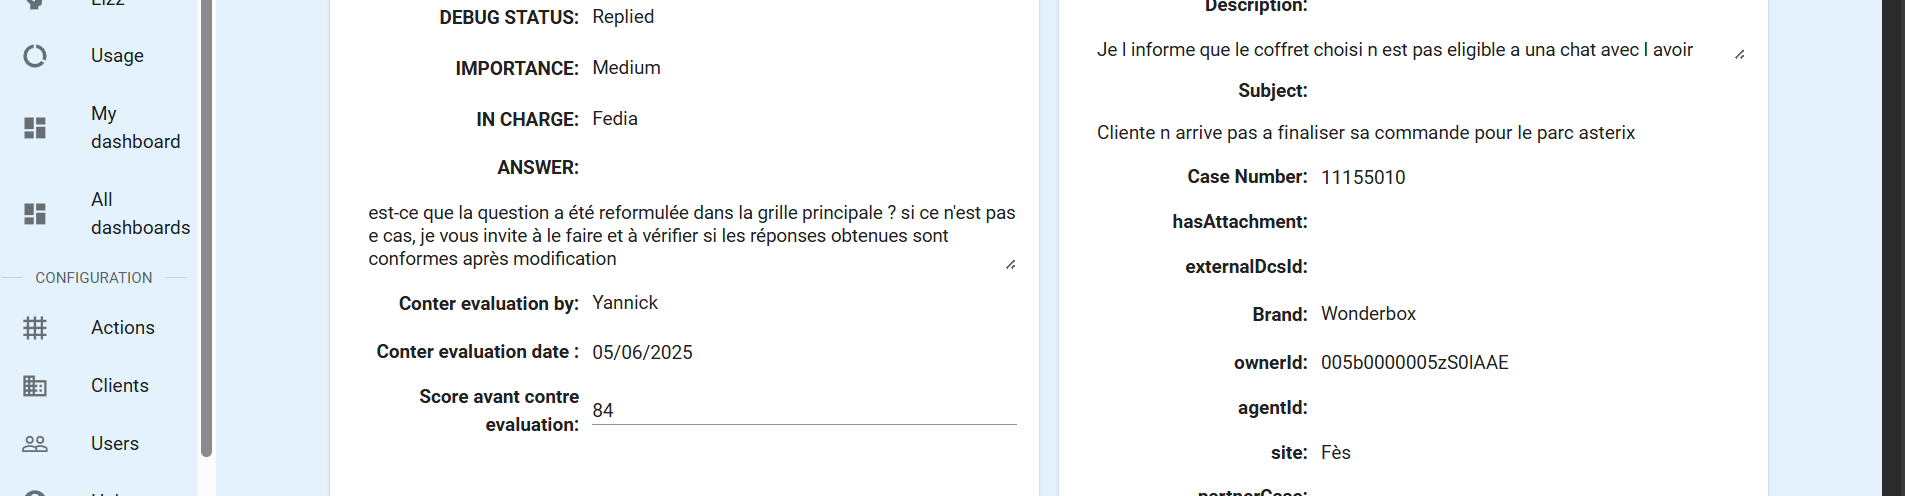 Lizz
Usage
My
dashboard
All
dashboards
CONFIGURATION
Actions
Clients
Users
DEBUG STATUS: Replied
IMPORTANCE: Medium
IN CHARGE: Fedia
ANSWER:
est-ce que la question a été reformulée dans la grille principale ? si ce n'est pas
e cas, je vous invite à le faire et à vérifier si les réponses obtenues sont
conformes après modification
Conter evaluation by: Yannick
Conter evaluation date : 05/06/2025
Score avant contre
evaluation: 84
Description:
Je l informe que le coffret choisi n est pas eligible a una chat avec l avoir
Subject:
Cliente n arrive pas a finaliser sa commande pour le parc asterix
Case Number: 11155010
hasAttachment:
externalDcsId:
Brand: Wonderbox
ownerId: 005b0000005zS0lAAE
agentId:
site: Fès
partnerCase: